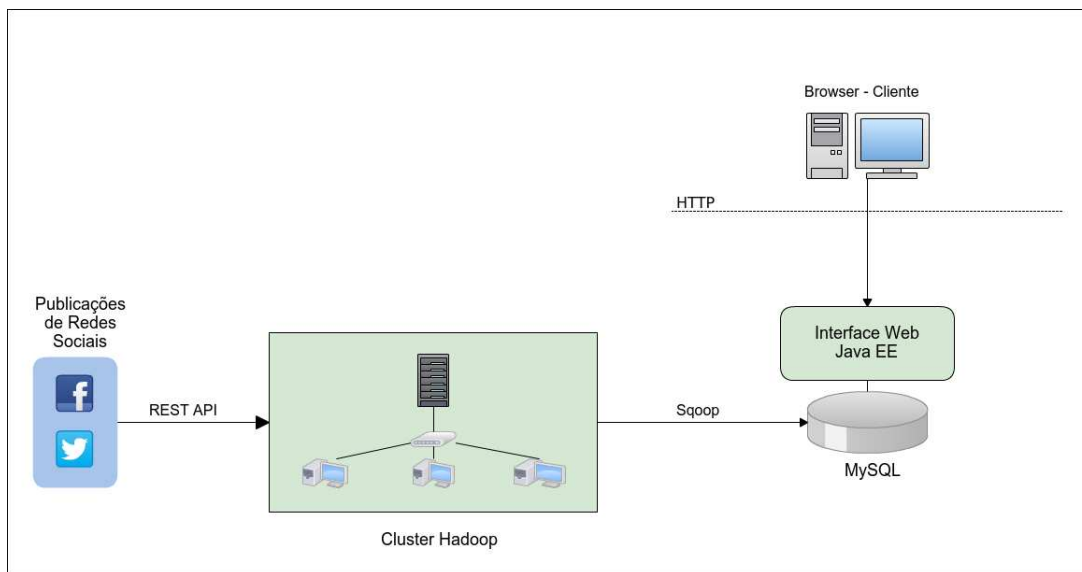 Browser - Cliente
HTTP
Publicações
de Redes
Sociais
Interface Web
Java EE
REST API
Sqoop
MySQL
Cluster Hadoop